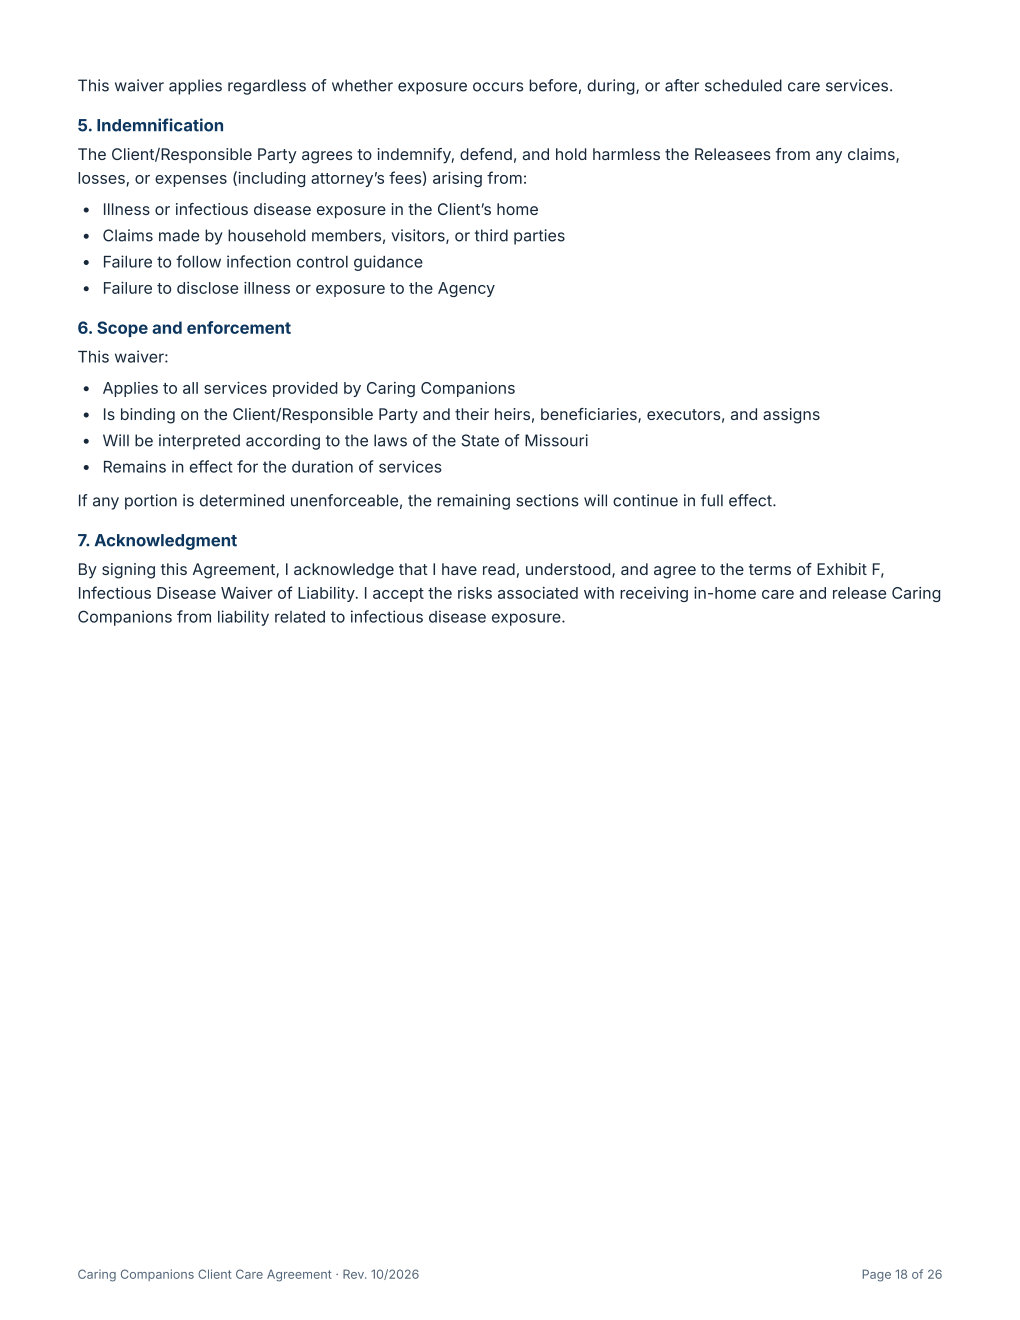 This waiver applies regardless of whether exposure occurs before, during, or after scheduled care services.
5. Indemnification
The Client/Responsible Party agrees to indemnify, defend, and hold harmless the Releasees from any claims,
losses, or expenses (including attorney’s fees) arising from:
• Illness or infectious disease exposure in the Client’s home
• Claims made by household members, visitors, or third parties
• Failure to follow infection control guidance
• Failure to disclose illness or exposure to the Agency
6. Scope and enforcement
This waiver:
• Applies to all services provided by Caring Companions
• Is binding on the Client/Responsible Party and their heirs, beneficiaries, executors, and assigns
• Will be interpreted according to the laws of the State of Missouri
• Remains in effect for the duration of services
If any portion is determined unenforceable, the remaining sections will continue in full effect.
7. Acknowledgment
By signing this Agreement, I acknowledge that I have read, understood, and agree to the terms of Exhibit F,
Infectious Disease Waiver of Liability. I accept the risks associated with receiving in-home care and release Caring
Companions from liability related to infectious disease exposure.
Caring Companions Client Care Agreement · Rev. 10/2026
Page 18 of 26